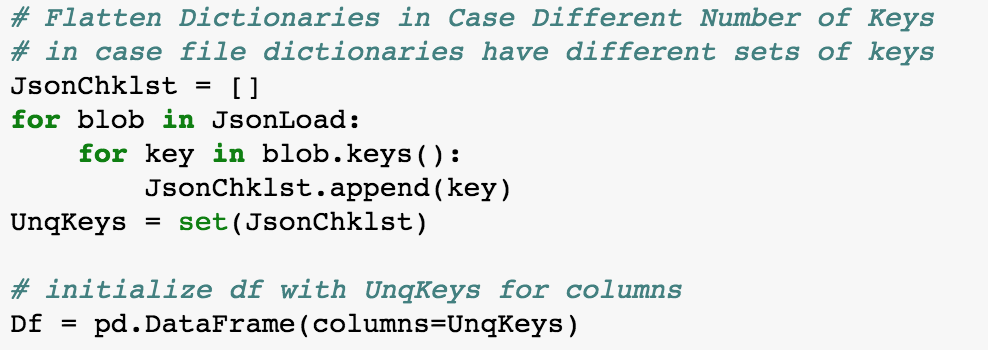 # Flatten Dictionaries in Case Different Number of Keys
# in case file dictionaries have different sets of keys
JsonChklst = []
for blob in JsonLoad:
    for key in blob.keys():
        JsonChklst.append(key)
UnqKeys = set(JsonChklst)

# initialize df with UnqKeys for columns
Df = pd.DataFrame(columns=UnqKeys)